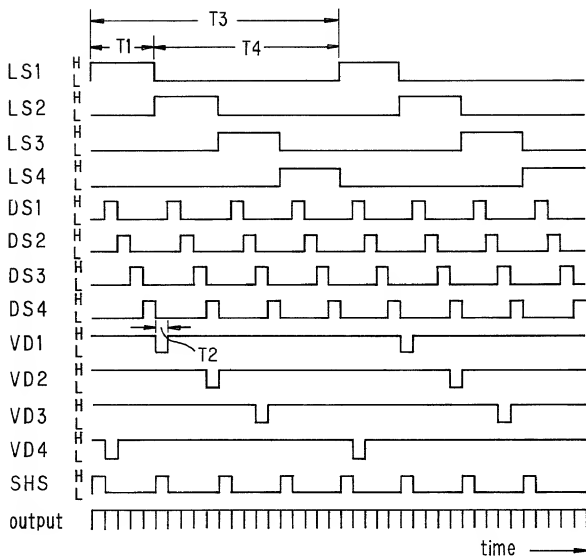 T3
T1 T4
LS1 H L
LS2 H L
LS3 H L
LS4 H L
DS1 H L
DS2 H L
DS3 H L
DS4 H L
VD1 H L
T2
VD2 H L
VD3 H L
VD4 H L
SHS H L
output
time